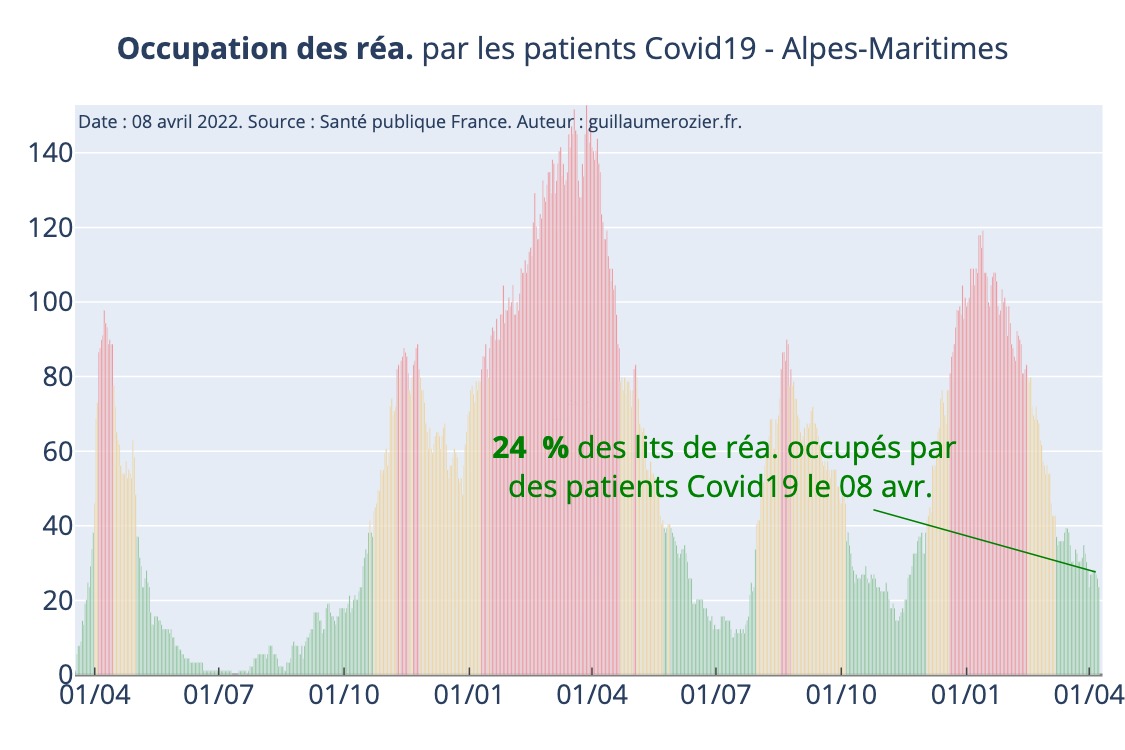 Occupation des réa. par les patients Covid19 - Alpes-Maritimes
Date : 08 avril 2022. Source : Santé publique France. Auteur : guillaumerozier.fr.
140
120
100
80
60
40
20
0
24 % des lits de réa. occupés par
des patients Covid19 le 08 avr.
01/04 01/07 01/10 01/01 01/04 01/07 01/10 01/01 01/04